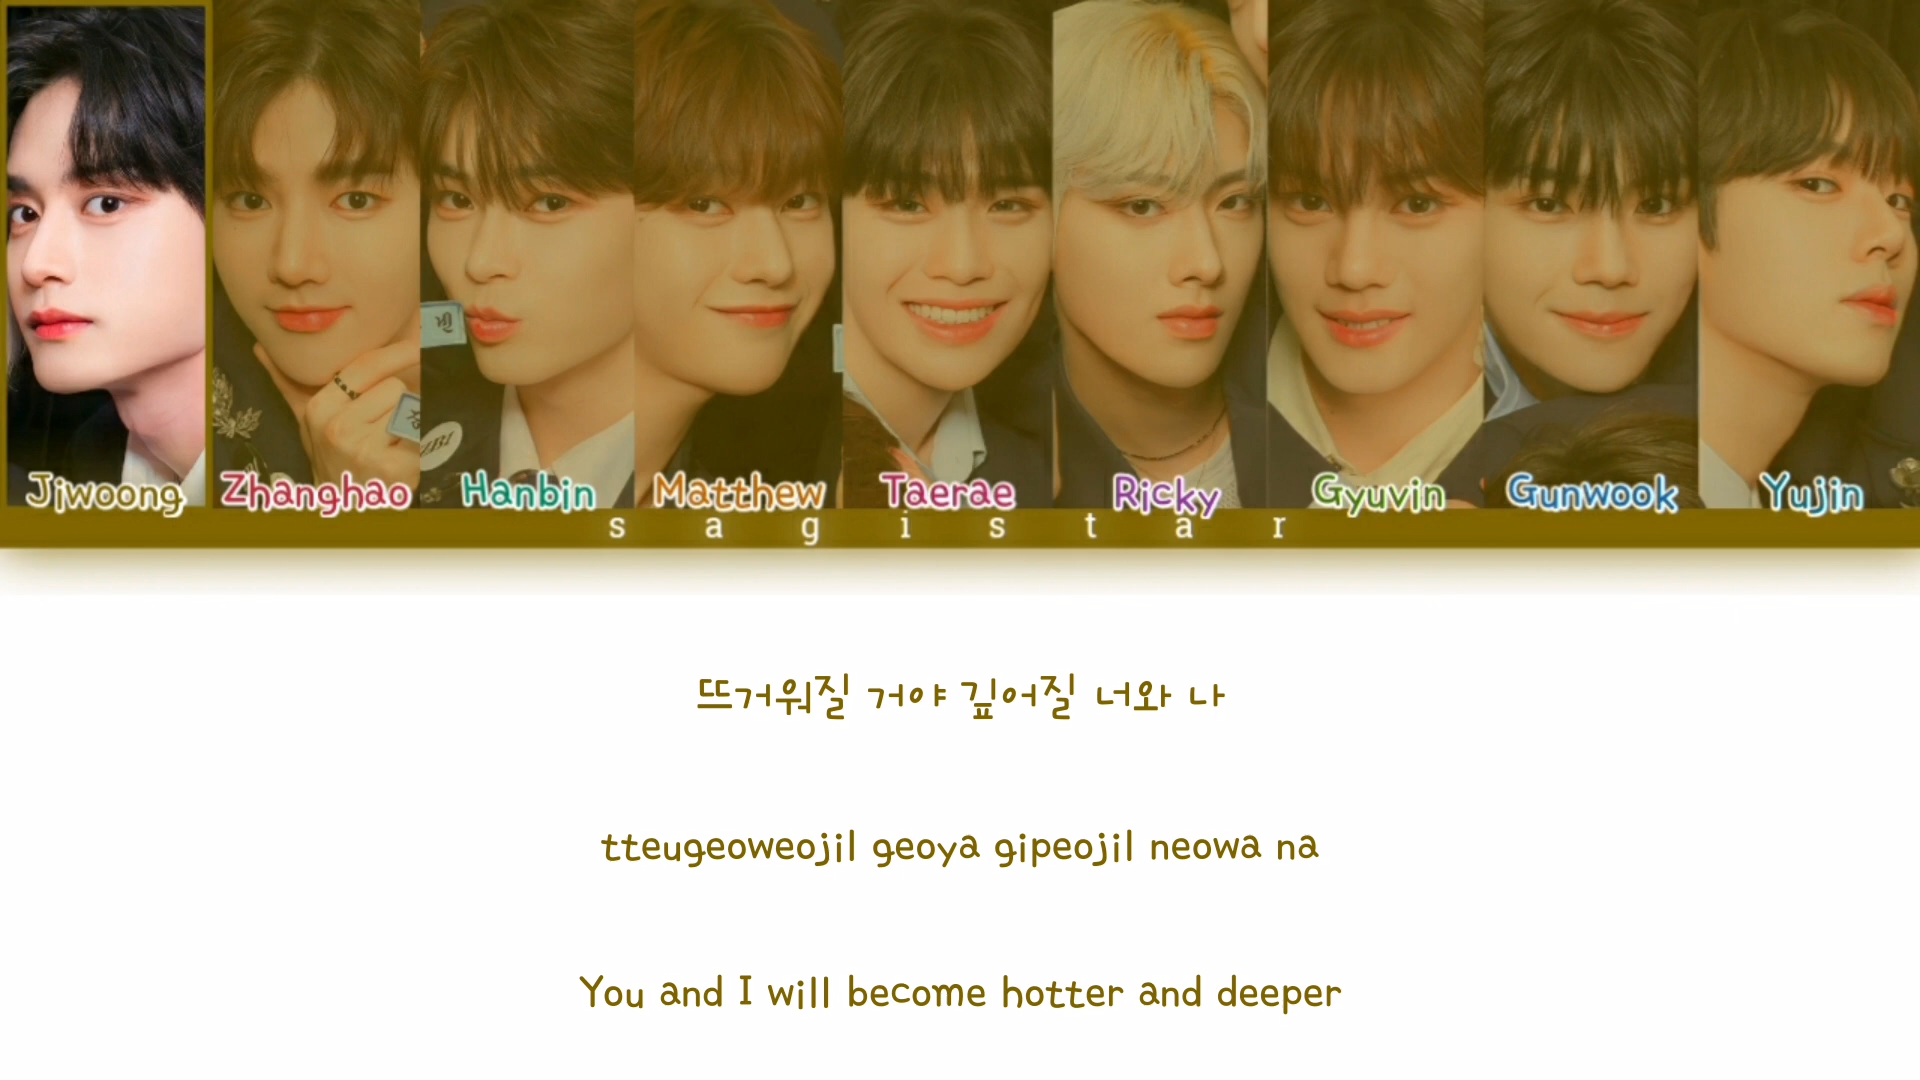 Jiwoong Zhanghao Hanbin Matthew Taerae Ricky Gyuvin Gunwook Yujin
s a g i s t a r
뜨거워질 거야 깊어질 너와 나
tteugeoweojil geoya gipeojil neowa na
You and I will become hotter and deeper